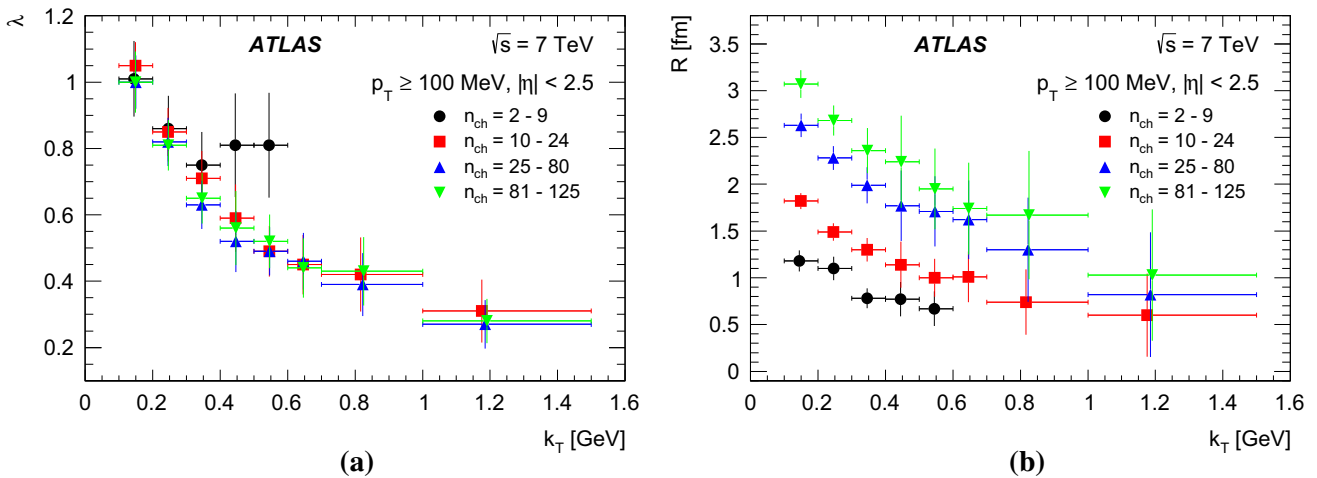 λ
1.2
1
0.8
0.6
0.4
0.2
0 0.2 0.4 0.6 0.8 1 1.2 1.4 1.6
k_T [GeV]
ATLAS
√s = 7 TeV
p_T ≥ 100 MeV, |η| < 2.5
n_ch = 2 - 9
n_ch = 10 - 24
n_ch = 25 - 80
n_ch = 81 - 125
(a)
R [fm]
3.5
3
2.5
2
1.5
1
0.5
0
0 0.2 0.4 0.6 0.8 1 1.2 1.4 1.6
k_T [GeV]
ATLAS
√s = 7 TeV
p_T ≥ 100 MeV, |η| < 2.5
n_ch = 2 - 9
n_ch = 10 - 24
n_ch = 25 - 80
n_ch = 81 - 125
(b)